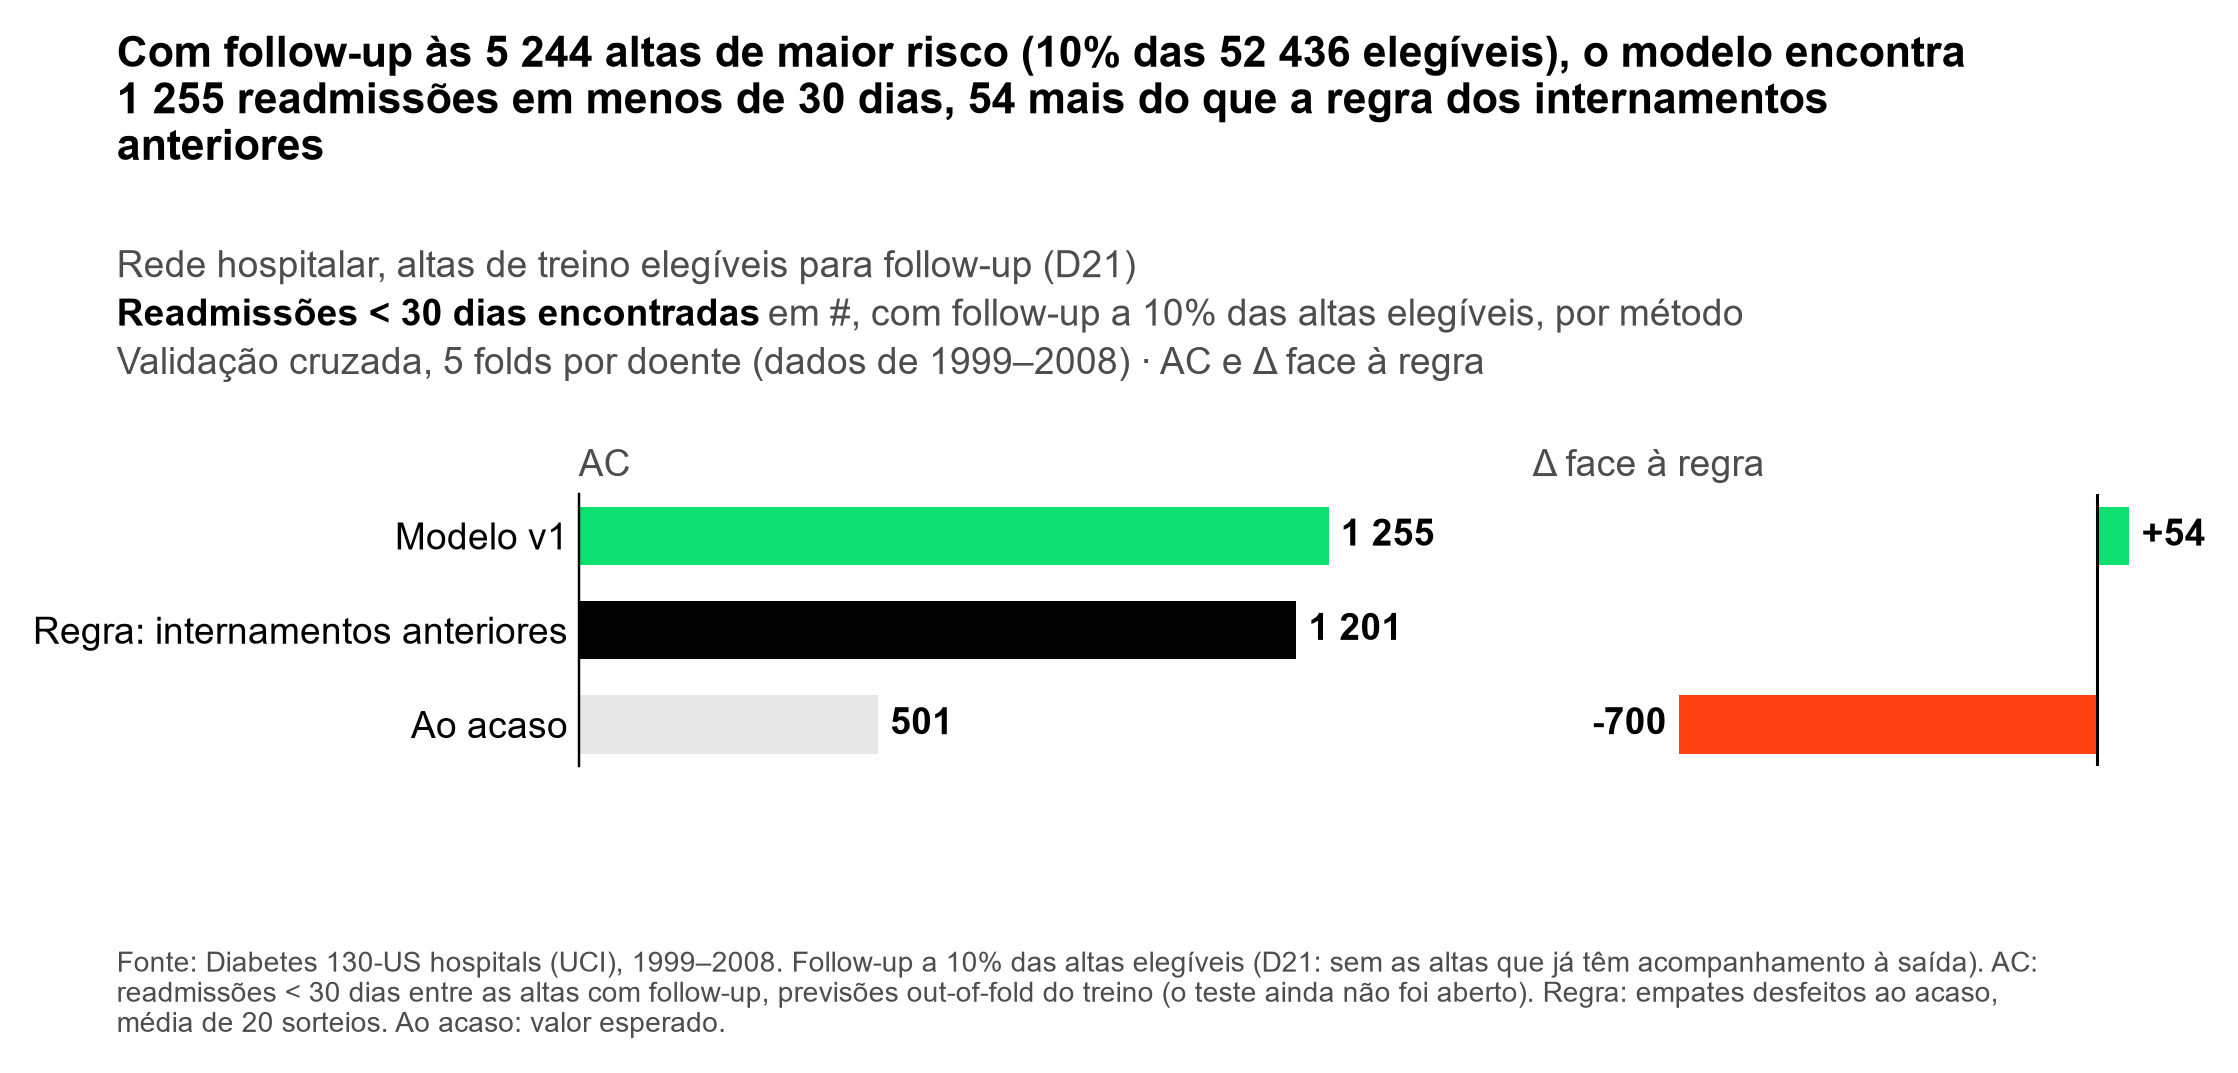 Com follow-up às 5 244 altas de maior risco (10% das 52 436 elegíveis), o modelo encontra
1 255 readmissões em menos de 30 dias, 54 mais do que a regra dos internamentos
anteriores
Rede hospitalar, altas de treino elegíveis para follow-up (D21)
Readmissões < 30 dias encontradas em #, com follow-up a 10% das altas elegíveis, por método
Validação cruzada, 5 folds por doente (dados de 1999–2008) · AC e Δ face à regra
AC
Δ face à regra
Modelo v1
1 255
+54
Regra: internamentos anteriores
1 201
Ao acaso
501
-700
Fonte: Diabetes 130-US hospitals (UCI), 1999–2008. Follow-up a 10% das altas elegíveis (D21: sem as altas que já têm acompanhamento à saída). AC:
readmissões < 30 dias entre as altas com follow-up, previsões out-of-fold do treino (o teste ainda não foi aberto). Regra: empates desfeitos ao acaso,
média de 20 sorteios. Ao acaso: valor esperado.